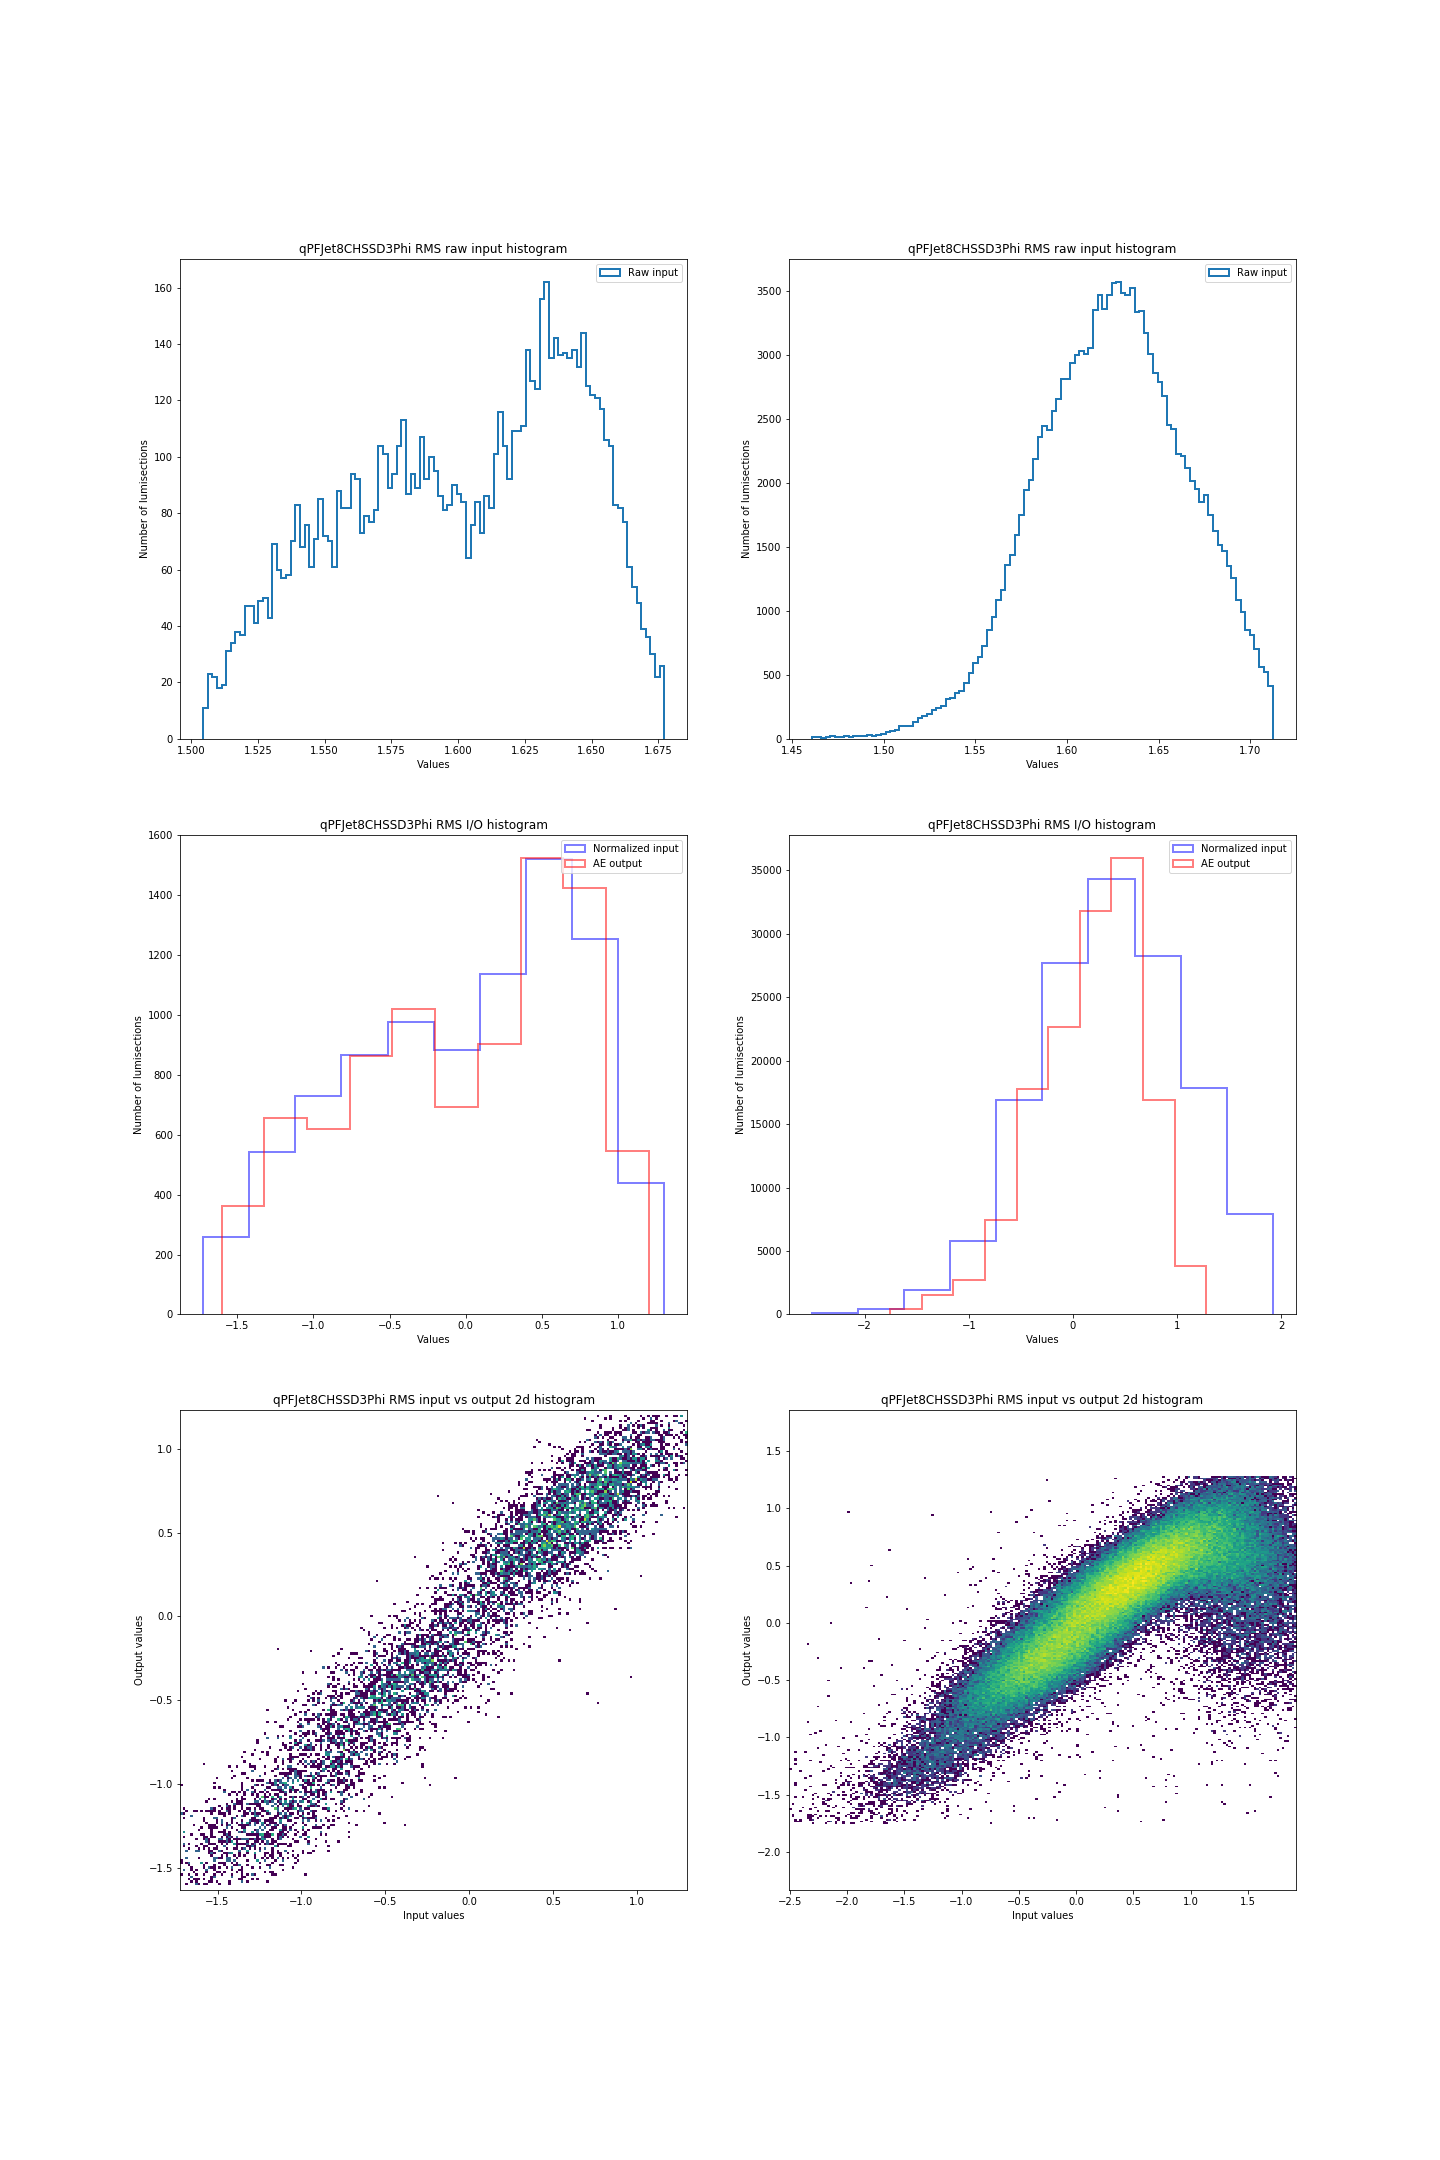 qPFJet8CHSSD3Phi RMS raw input histogram
Raw input
160
140
120
100
80
60
40
20
0
Number of lumisections
1.500 1.525 1.550 1.575 1.600 1.625 1.650 1.675
Values
qPFJet8CHSSD3Phi RMS raw input histogram
Raw input
3500
3000
2500
2000
1500
1000
500
0
Number of lumisections
1.45 1.50 1.55 1.60 1.65 1.70
Values
qPFJet8CHSSD3Phi RMS I/O histogram
Normalized input
AE output
1600
1400
1200
1000
800
600
400
200
0
Number of lumisections
−1.5 −1.0 −0.5 0.0 0.5 1.0
Values
qPFJet8CHSSD3Phi RMS I/O histogram
Normalized input
AE output
35000
30000
25000
20000
15000
10000
5000
0
Number of lumisections
−2 −1 0 1 2
Values
qPFJet8CHSSD3Phi RMS input vs output 2d histogram
1.0
0.5
0.0
−0.5
−1.0
−1.5
Output values
−1.5 −1.0 −0.5 0.0 0.5 1.0
Input values
qPFJet8CHSSD3Phi RMS input vs output 2d histogram
1.5
1.0
0.5
0.0
−0.5
−1.0
−1.5
−2.0
Output values
−2.5 −2.0 −1.5 −1.0 −0.5 0.0 0.5 1.0 1.5
Input values